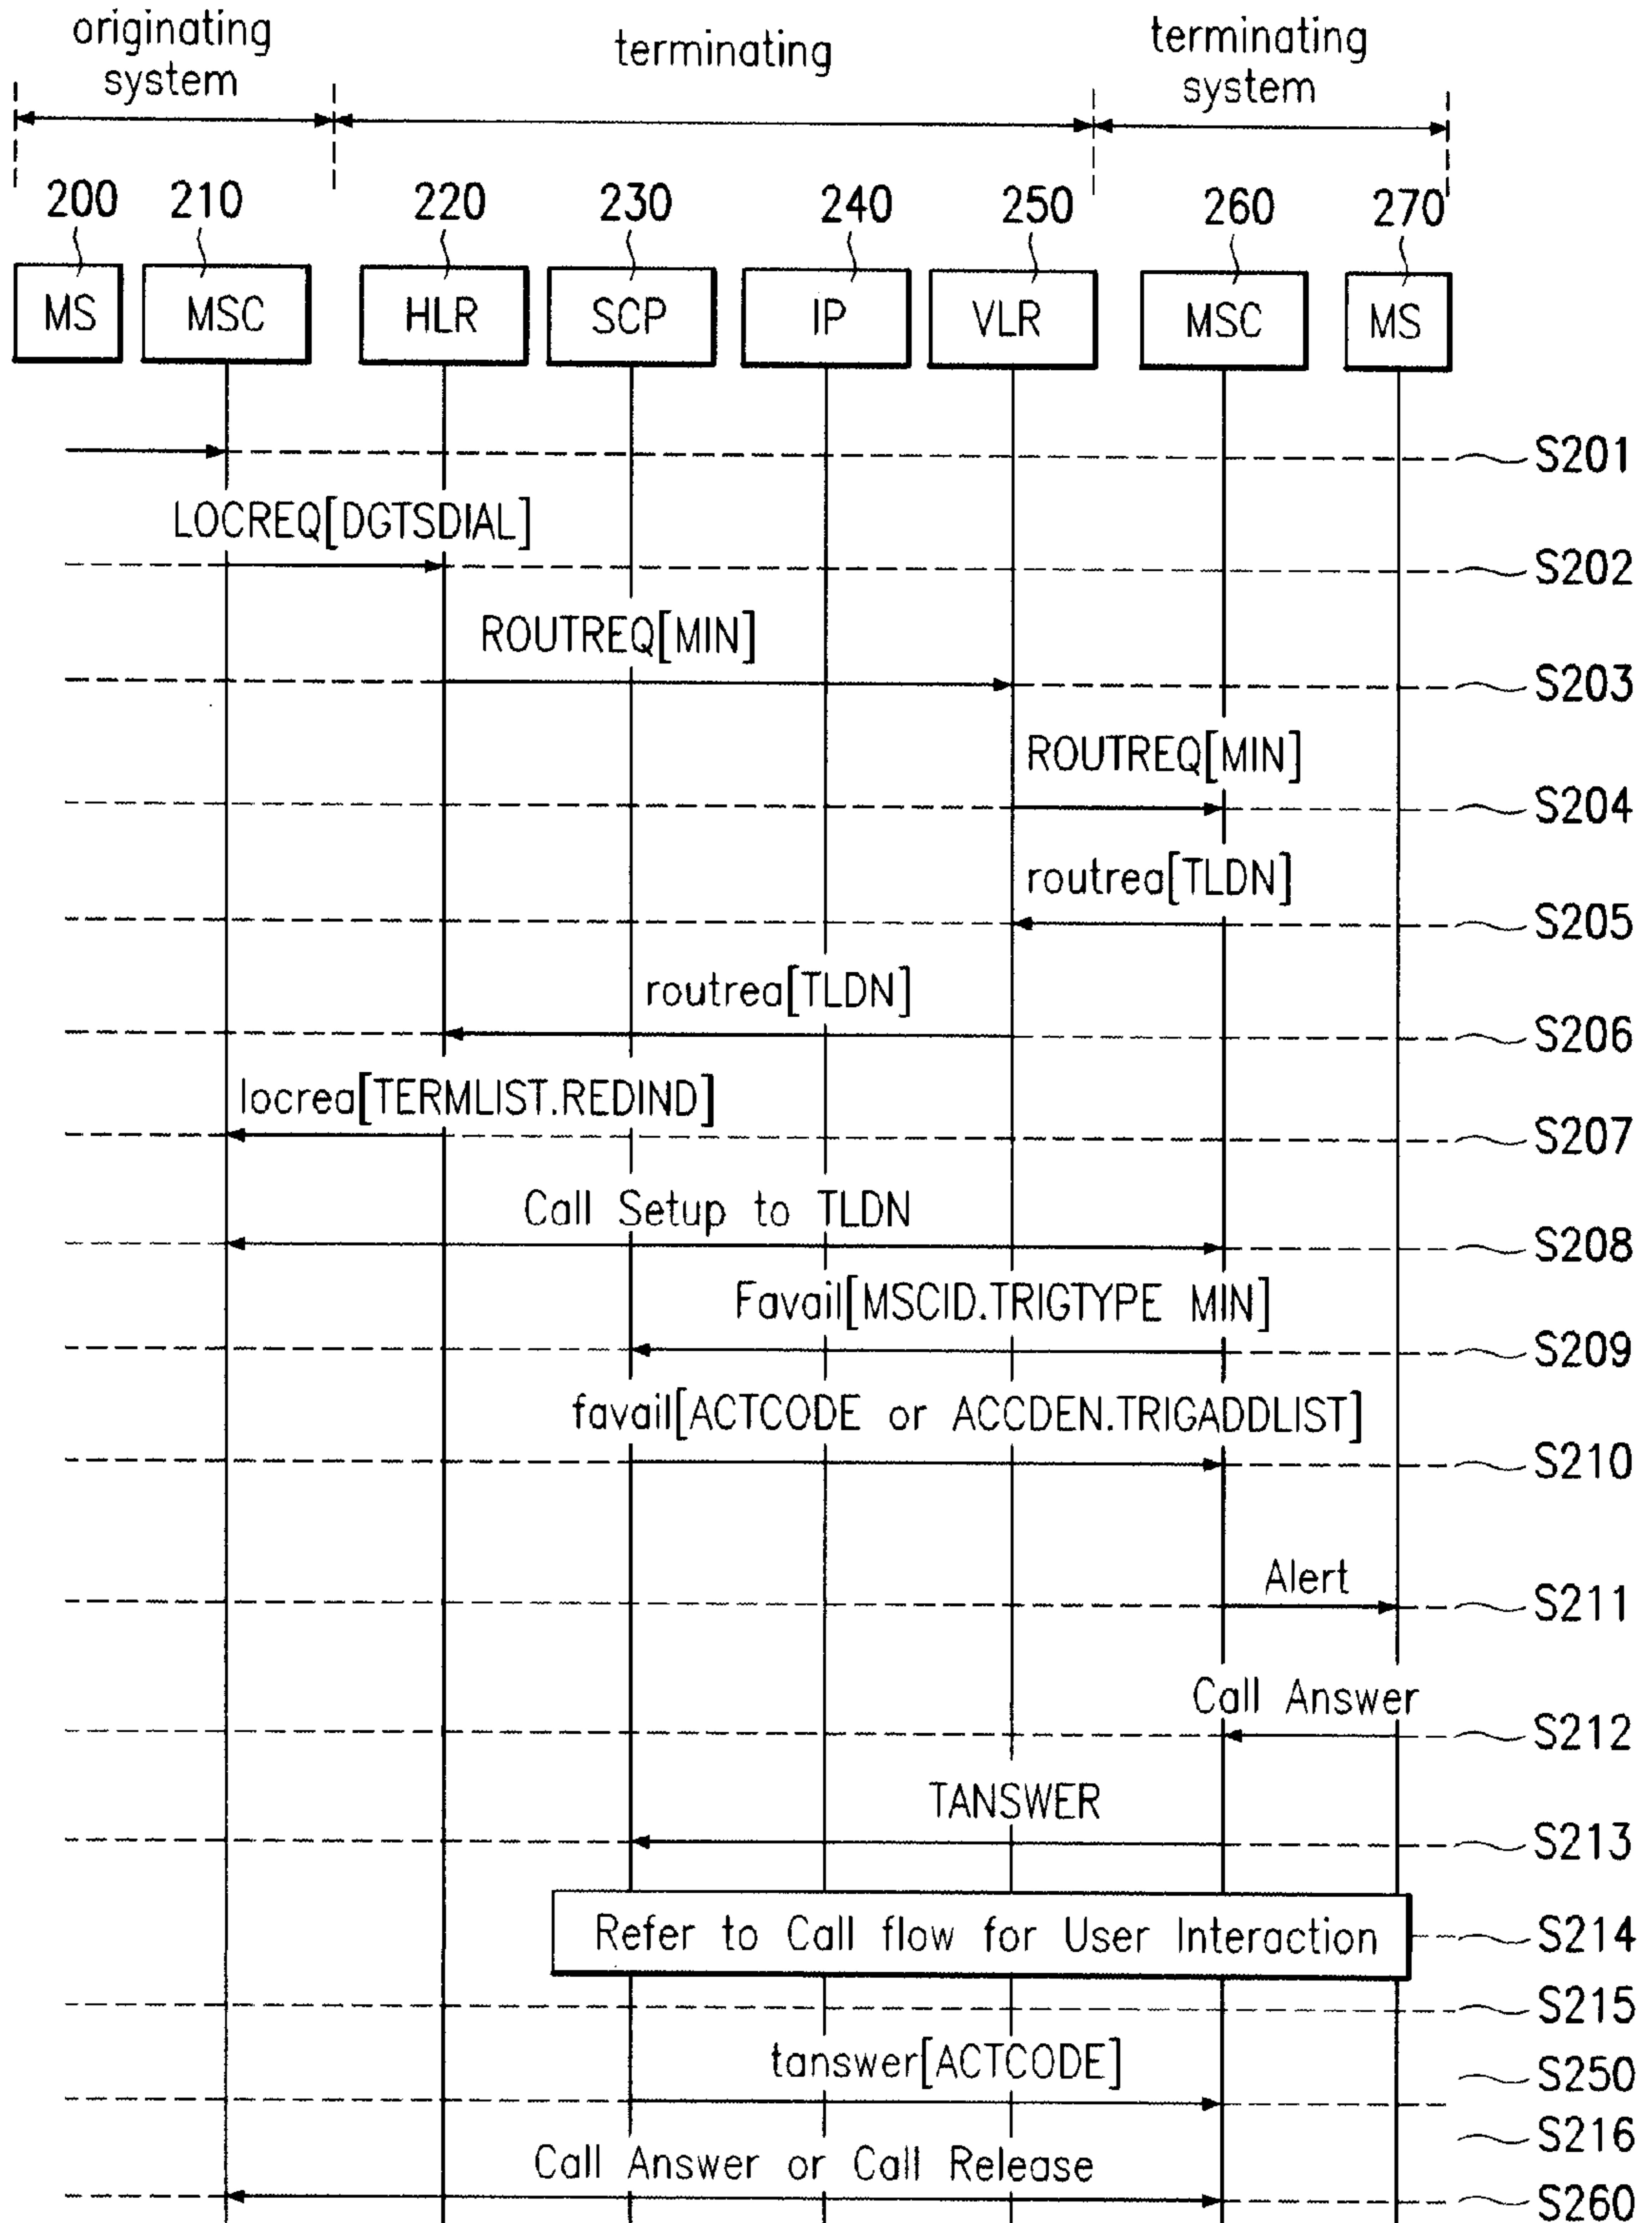 originating
system
terminating
terminating
system
200 210 220 230 240 250 260 270
MS MSC HLR SCP IP VLR MSC MS
S201
LOCREQ[DGTSDIAL]
S202
ROUTREQ[MIN]
S203
ROUTREQ[MIN]
S204
routrea[TLDN]
S205
routrea[TLDN]
S206
locrea[TERMLIST.REDIND]
S207
Call Setup to TLDN
S208
Favail[MSCID.TRIGTYPE MIN]
S209
favail[ACTCODE or ACCDEN.TRIGADDLIST]
S210
Alert
S211
Call Answer
S212
TANSWER
S213
Refer to Call flow for User Interaction
S214
S215
tanswer[ACTCODE]
S250
S216
Call Answer or Call Release
S260